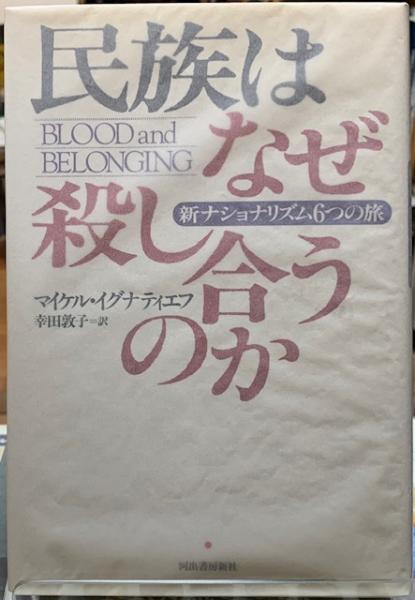 民族は
BLOOD and
BELONGING
なぜ
殺し合うのか
新ナショナリズム6つの旅
マイケル・イグナティエフ
幸田敦子=訳
河出書房新社